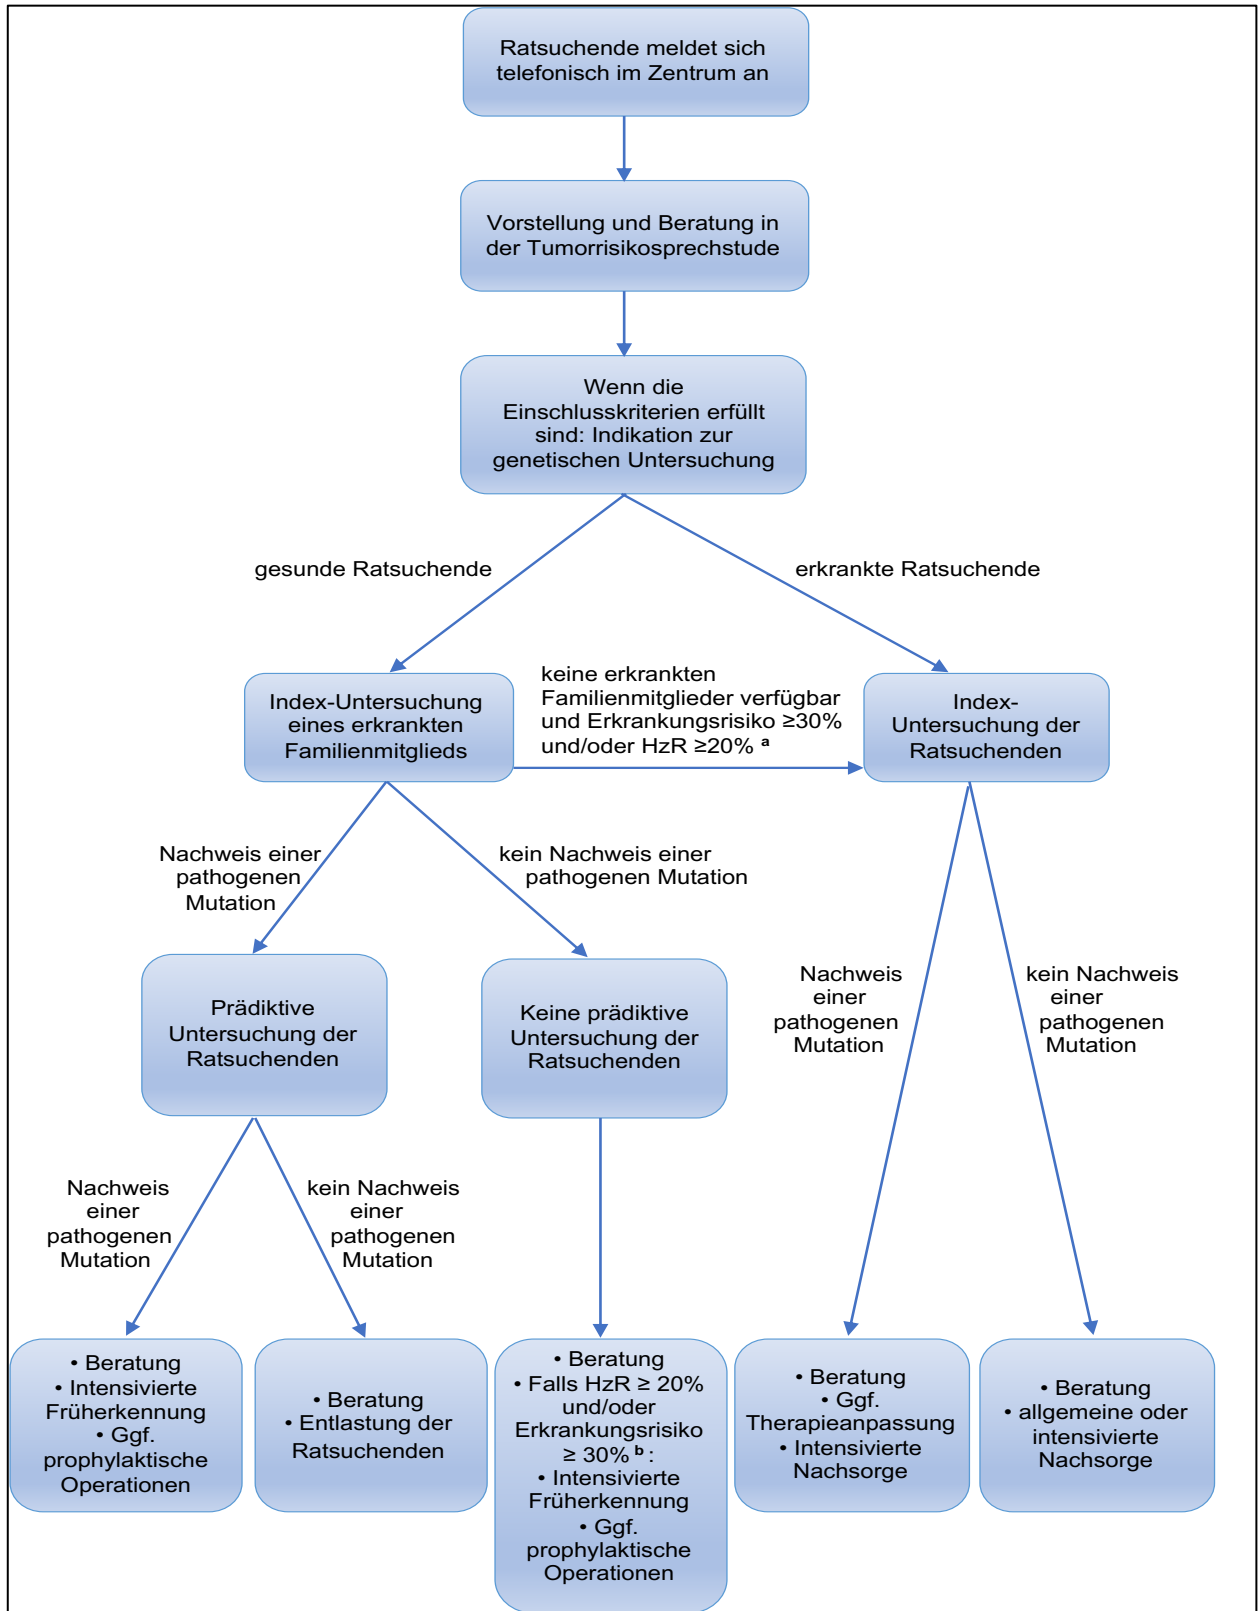 Ratsuchende meldet sich
telefonisch im Zentrum an
Vorstellung und Beratung in
der Tumorrisikosprechstude
Wenn die
Einschlusskriterien erfüllt
sind: Indikation zur
genetischen Untersuchung
gesunde Ratsuchende
erkrankte Ratsuchende
Index-Untersuchung
eines erkrankten
Familienmitglieds
keine erkrankten
Familienmitglieder verfügbar
und Erkrankungsrisiko ≥30%
und/oder HzR ≥20% a
Index-
Untersuchung der
Ratsuchenden
Nachweis einer
pathogenen
Mutation
kein Nachweis einer
pathogenen Mutation
Prädiktive
Untersuchung der
Ratsuchenden
Keine prädiktive
Untersuchung der
Ratsuchenden
Nachweis
einer
pathogenen
Mutation
kein Nachweis
einer
pathogenen
Mutation
Nachweis
einer
pathogenen
Mutation
kein Nachweis
einer
pathogenen
Mutation
• Beratung
• Intensivierte
Früherkennung
• Ggf.
prophylaktische
Operationen
• Beratung
• Entlastung der
Ratsuchenden
• Beratung
• Falls HzR ≥ 20%
und/oder
Erkrankungsrisiko
≥ 30% b :
• Intensivierte
Früherkennung
• Ggf.
prophylaktische
Operationen
• Beratung
• Ggf.
Therapieanpassung
• Intensivierte
Nachsorge
• Beratung
• allgemeine oder
intensivierte
Nachsorge